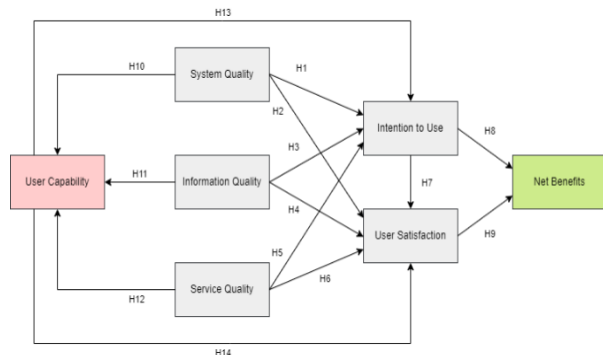 H13
H10
System Quality
H1
H2
Intention to Use
H8
H3
User Capability
H11
Information Quality
H7
Net Benefits
H4
H5
User Satisfaction
H9
H6
Service Quality
H12
H14